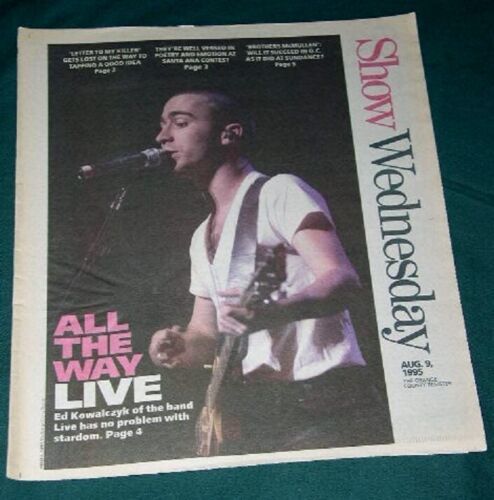 'LETTER TO MY KILLER'
GETS LOST ON THE WAY TO
TAPPING A GOOD IDEA
Page 2
THEY'RE WELL VERSED IN
POETRY AND EMOTION AT
SANTA ANA CONTEST
Page 3
'BROTHERS McMULLEN':
WILL IT SUCCEED IN O.C.
AS IT DID AT SUNDANCE?
Page 5
Show Wednesday
AUG. 9,
1995
THE ORANGE
COUNTY REGISTER
ALL
THE
WAY
LIVE
Ed Kowalczyk of the band
Live has no problem with
stardom. Page 4